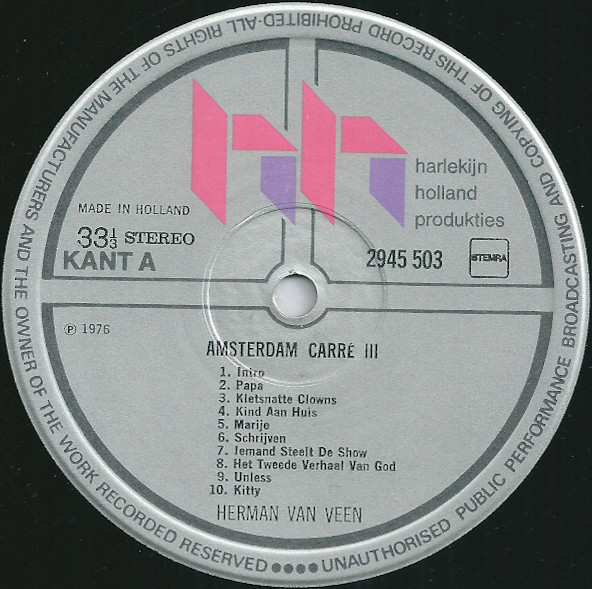 ALL RIGHTS OF THE MANUFACTURERS AND THE OWNER OF THE WORK RECORDED RESERVED ●●●● UNAUTHORISED PUBLIC PERFORMANCE BROADCASTING AND COPYING OF THIS RECORD PROHIBITED-
harlekijn
holland
produkties
MADE IN HOLLAND
33⅓ STEREO
KANT A
2945 503
STEMRA
℗ 1976
AMSTERDAM CARRÉ III
1. Intro
2. Papa
3. Kletsnatte Clowns
4. Kind Aan Huis
5. Marije
6. Schrijven
7. Iemand Steelt De Show
8. Het Tweede Verhaal Van God
9. Unless
10. Kitty
HERMAN VAN VEEN